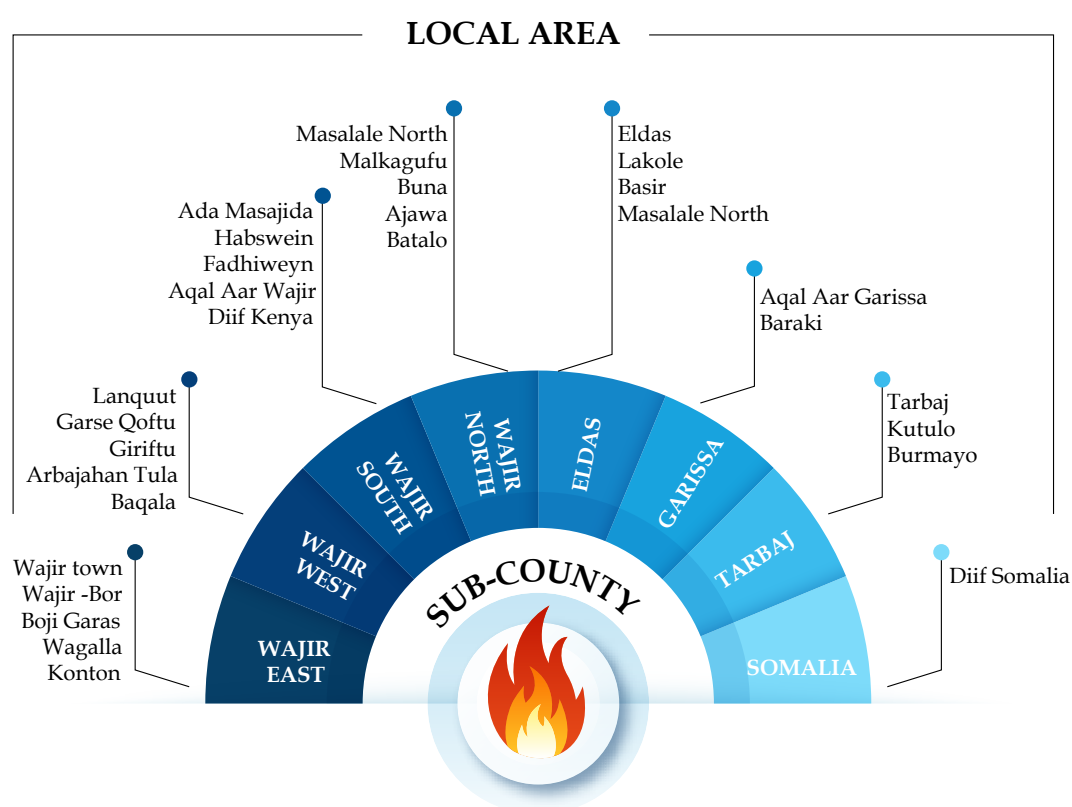 LOCAL AREA
Masalale North
Malkagufu
Buna
Ajawa
Batalo
Eldas
Lakole
Basir
Masalale North
Ada Masajida
Habswein
Fadhiweyn
Aqal Aar Wajir
Diif Kenya
Aqal Aar Garissa
Baraki
Lanquut
Garse Qoftu
Giriftu
Arbajahan Tula
Baqala
Tarbaj
Kutulo
Burmayo
Wajir town
Wajir -Bor
Boji Garas
Wagalla
Konton
Diif Somalia
WAJIR
EAST
WAJIR
WEST
WAJIR
SOUTH
WAJIR
NORTH
ELDAS
GARISSA
TARBAJ
SOMALIA
SUB-COUNTY